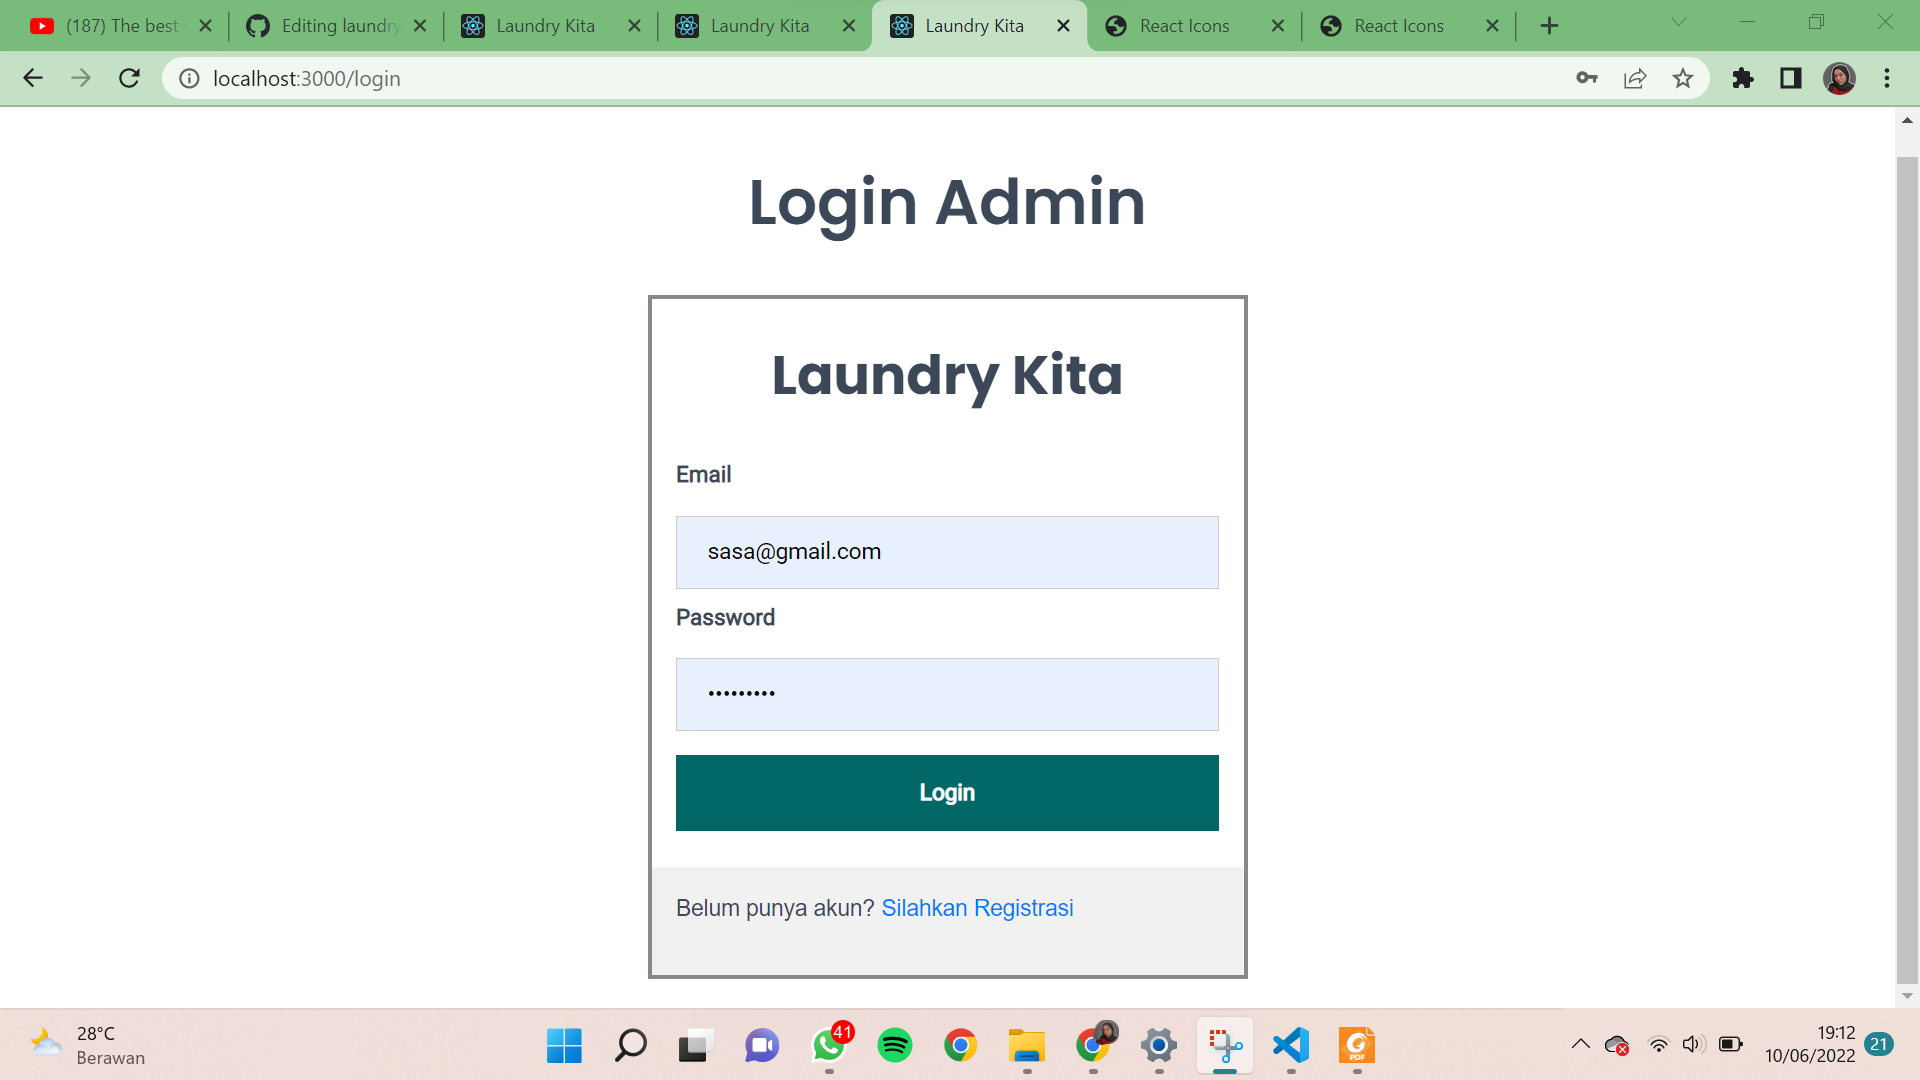 (187) The best
Editing laundry
Laundry Kita
Laundry Kita
Laundry Kita
React Icons
React Icons
localhost:3000/login
Login Admin
Laundry Kita
Email
sasa@gmail.com
Password
•••••••••
Login
Belum punya akun? Silahkan Registrasi
28°C
Berawan
41
PDF
19:12
10/06/2022
21